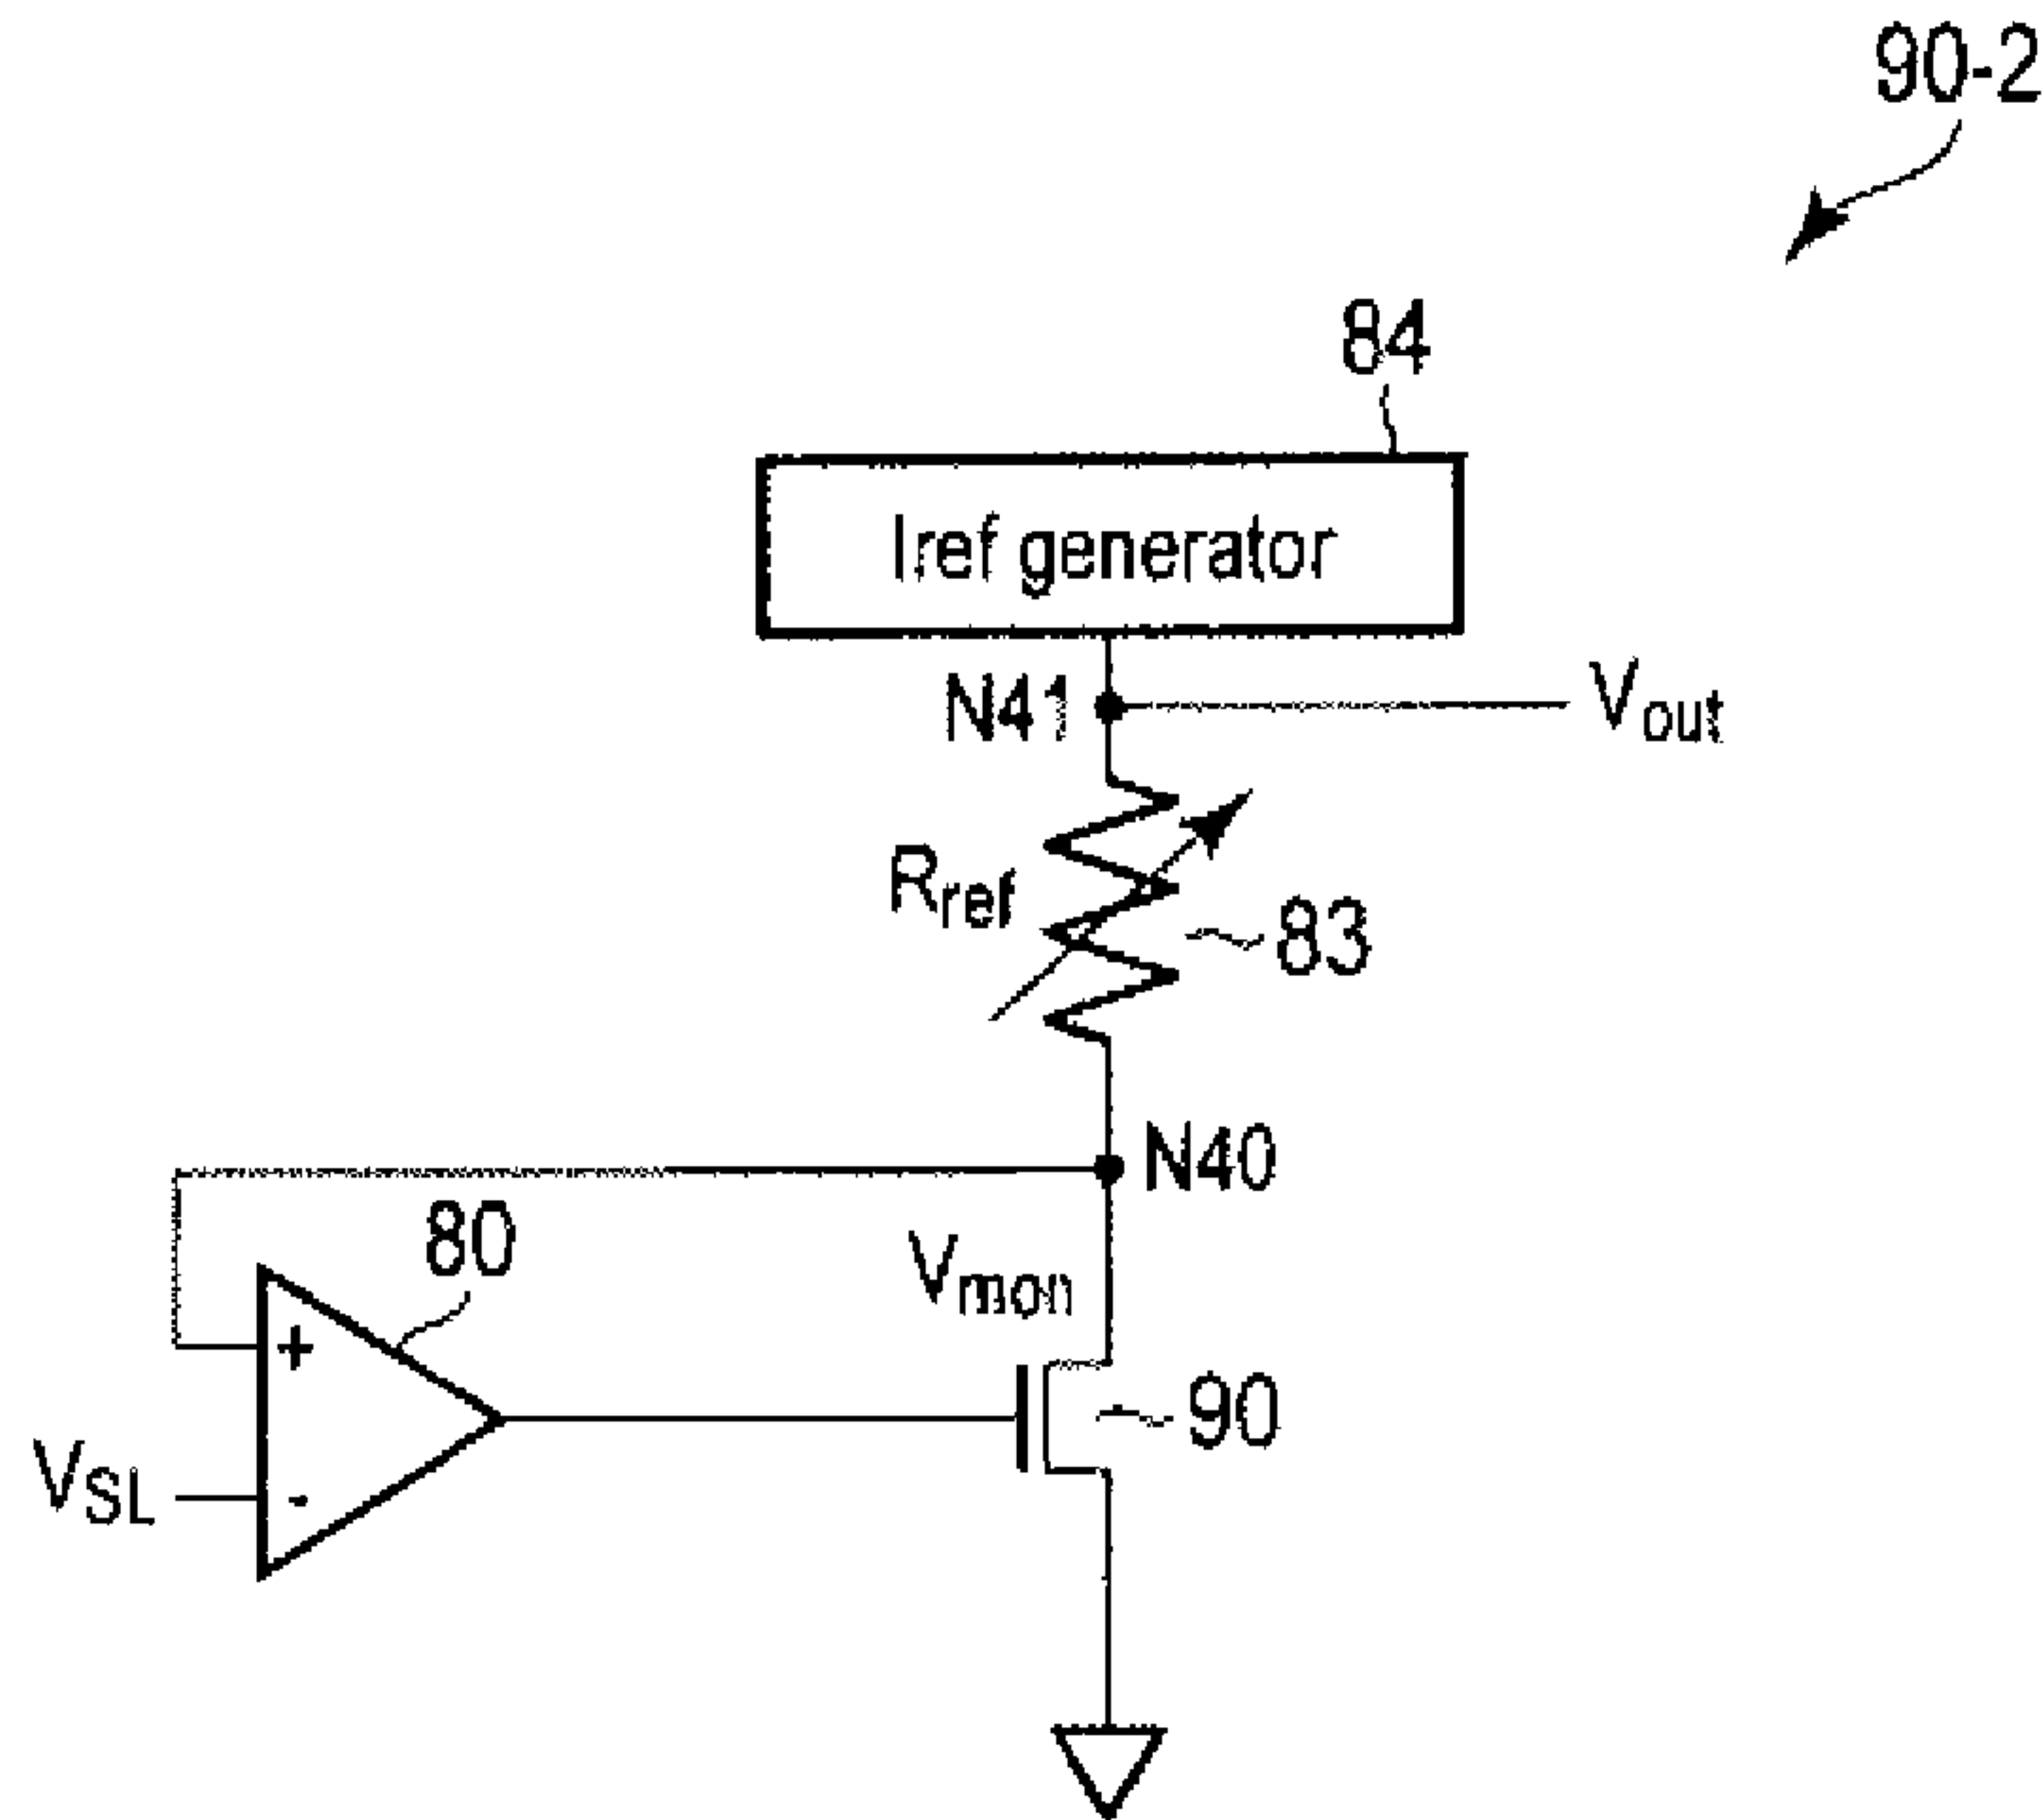 90-2
84
Iref generator
N41
Vout
Rref
83
N40
80
Vmon
+
90
VSL
-